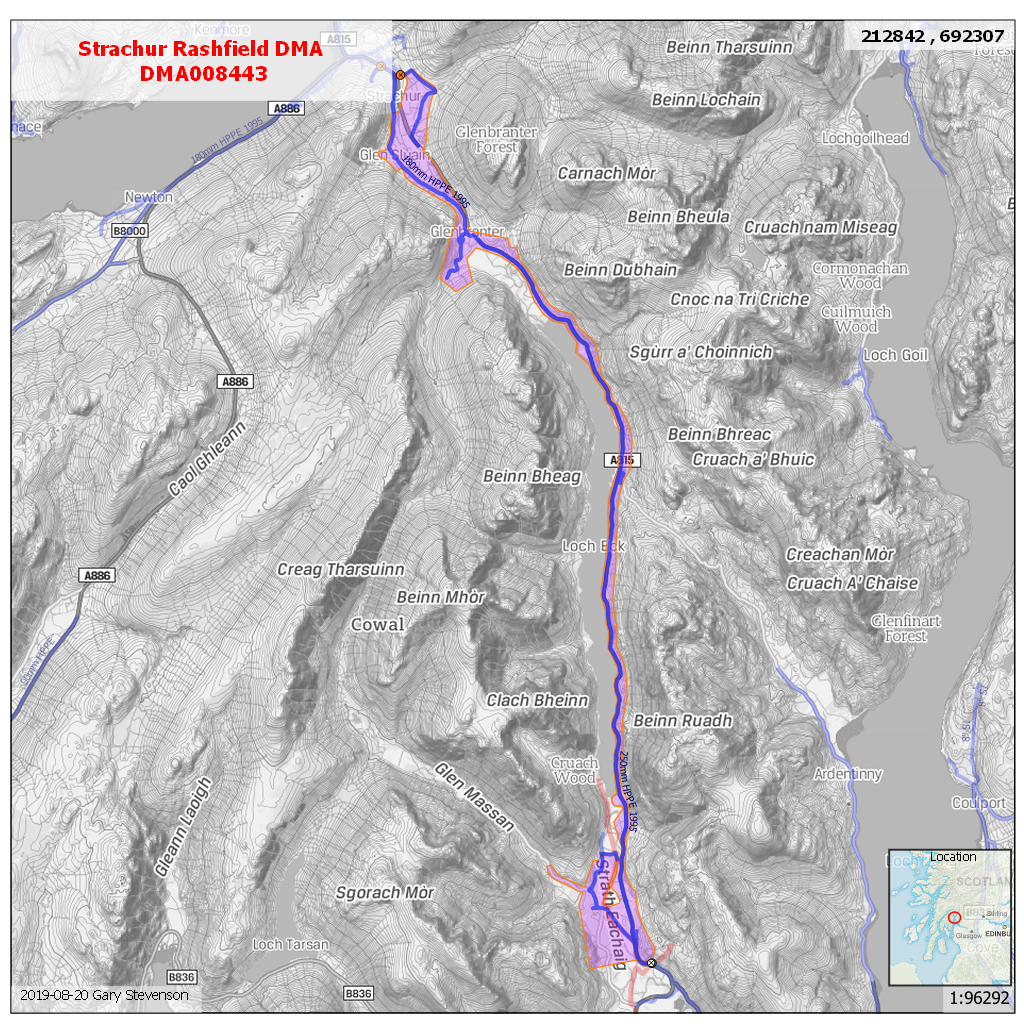 Strachur Rashfield DMA
DMA008443
212842 , 692307
Kenmore
A815
Beinn Tharsuinn
Forest
Strachur
A886
Beinn Lochain
180mm HPPE 1995
Glenbranter
Forest
Lochgoilhead
Glen Sluain
180mm HPPE 1995
Carnach Mòr
Newton
Beinn Bheula
Cruach nam Miseag
B8000
Glenbranter
Beinn Dubhain
Cormonachan
Wood
Cnoc na Tri Criche
Cuilmuich
Wood
Sgùrr a' Choinnich
Loch Goil
A886
Beinn Bhreac
Caol Ghleann
Cruach a' Bhuic
A815
Beinn Bheag
Loch Eck
Creachan Mòr
A886
Creag Tharsuinn
Cruach A' Chaise
Beinn Mhòr
Cowal
Glenfinart
Forest
Clach Bheinn
Beinn Ruadh
Cruach
Wood
250mm HPPE 1995
Glen Massan
Ardentinny
Coulport
Gleann Laoigh
Strath Eachaig
Sgorach Mòr
Location
SCOTLAN
Stirling
Glasgow
EDINBU
Loch Tarsan
B836
B836
2019-08-20 Gary Stevenson
1:96292